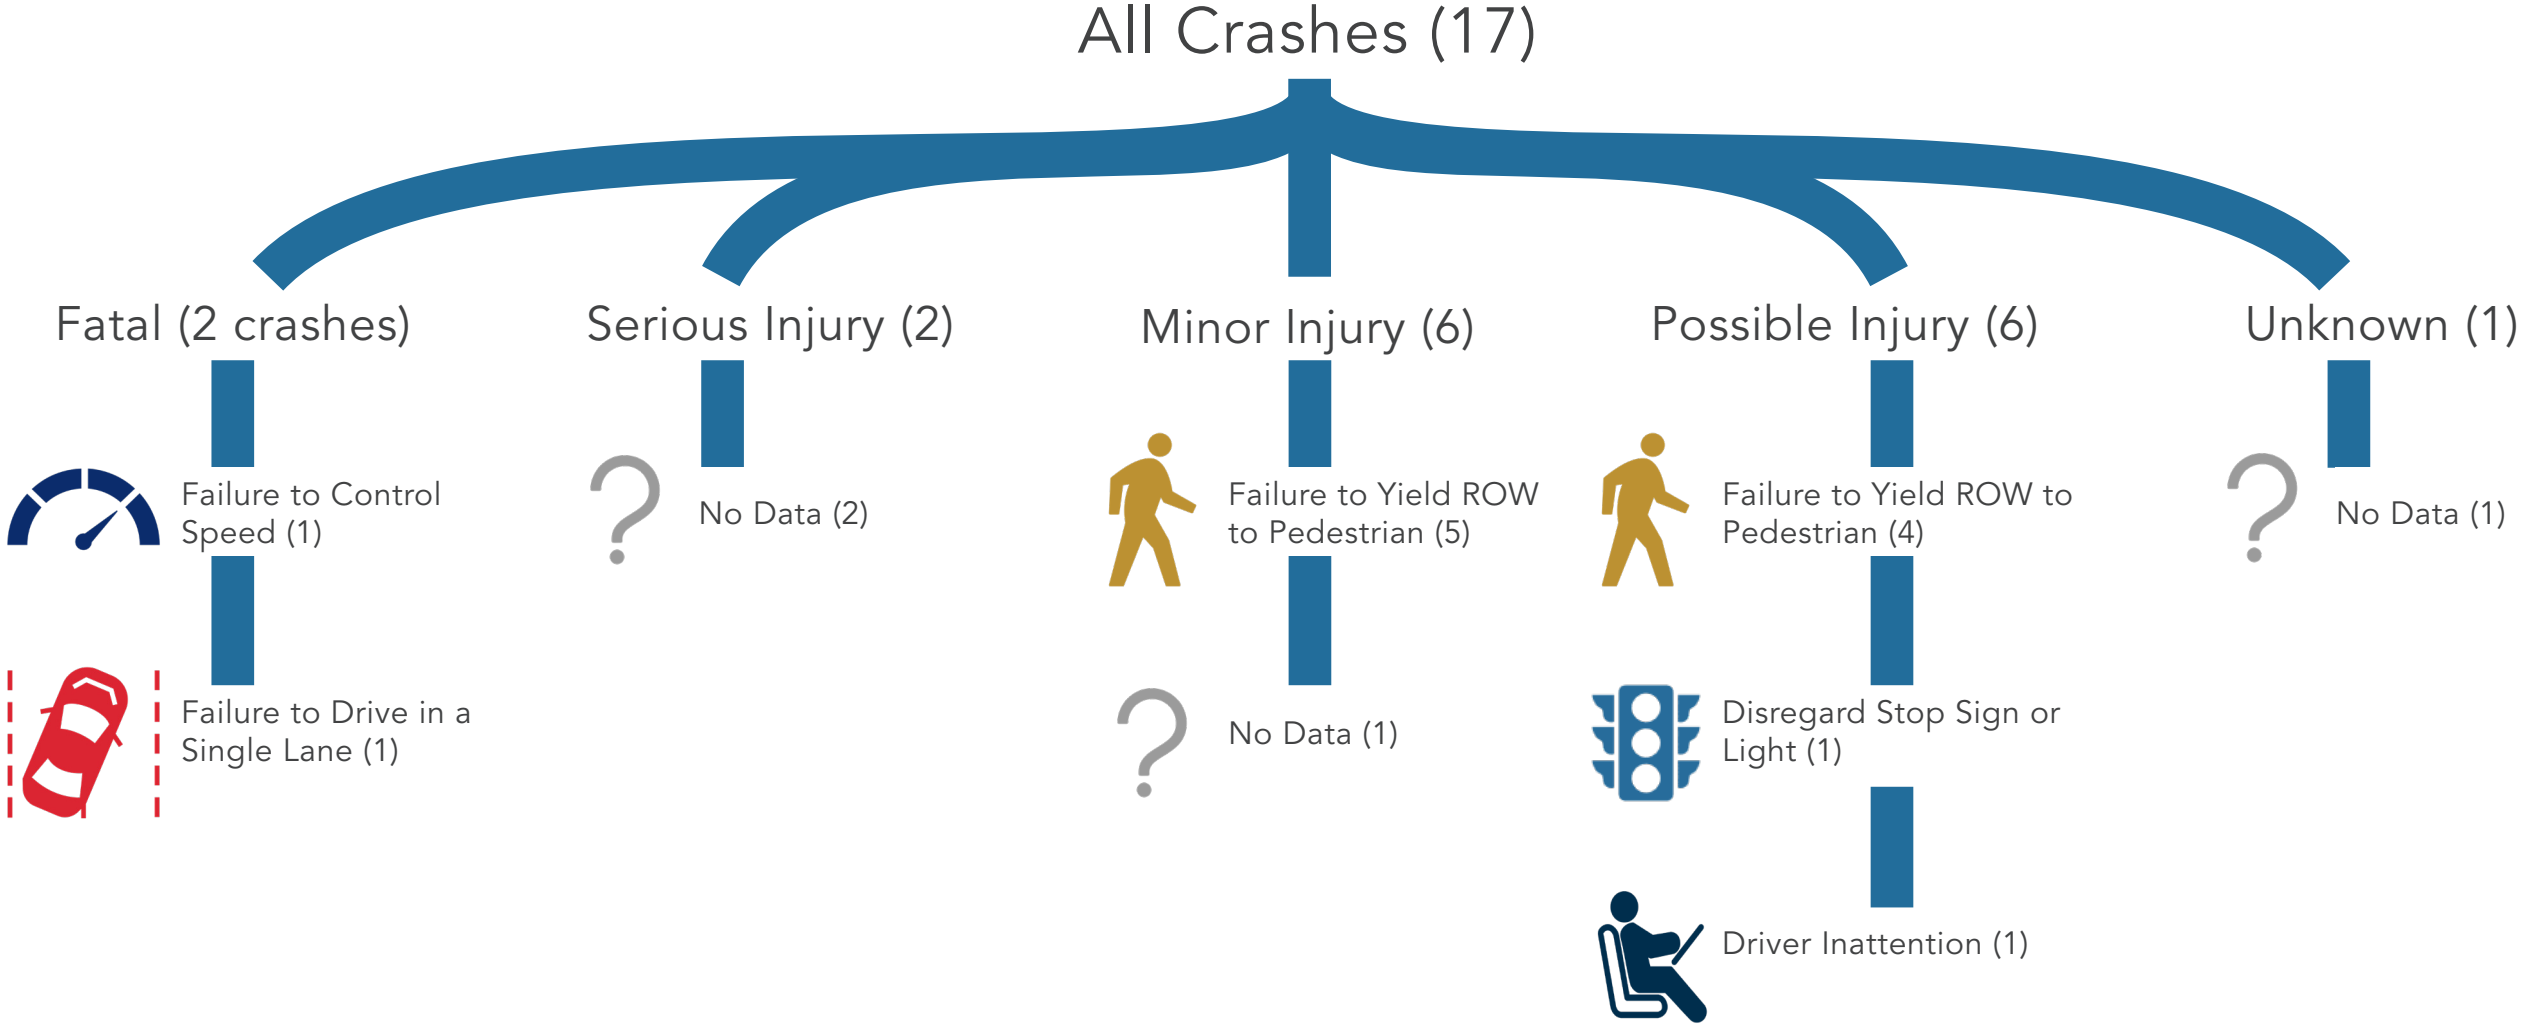 All Crashes (17)
Fatal (2 crashes)
Serious Injury (2)
Minor Injury (6)
Possible Injury (6)
Unknown (1)
Failure to Control
Speed (1)
Failure to Drive in a
Single Lane (1)
No Data (2)
Failure to Yield ROW
to Pedestrian (5)
No Data (1)
Failure to Yield ROW to
Pedestrian (4)
Disregard Stop Sign or
Light (1)
Driver Inattention (1)
No Data (1)